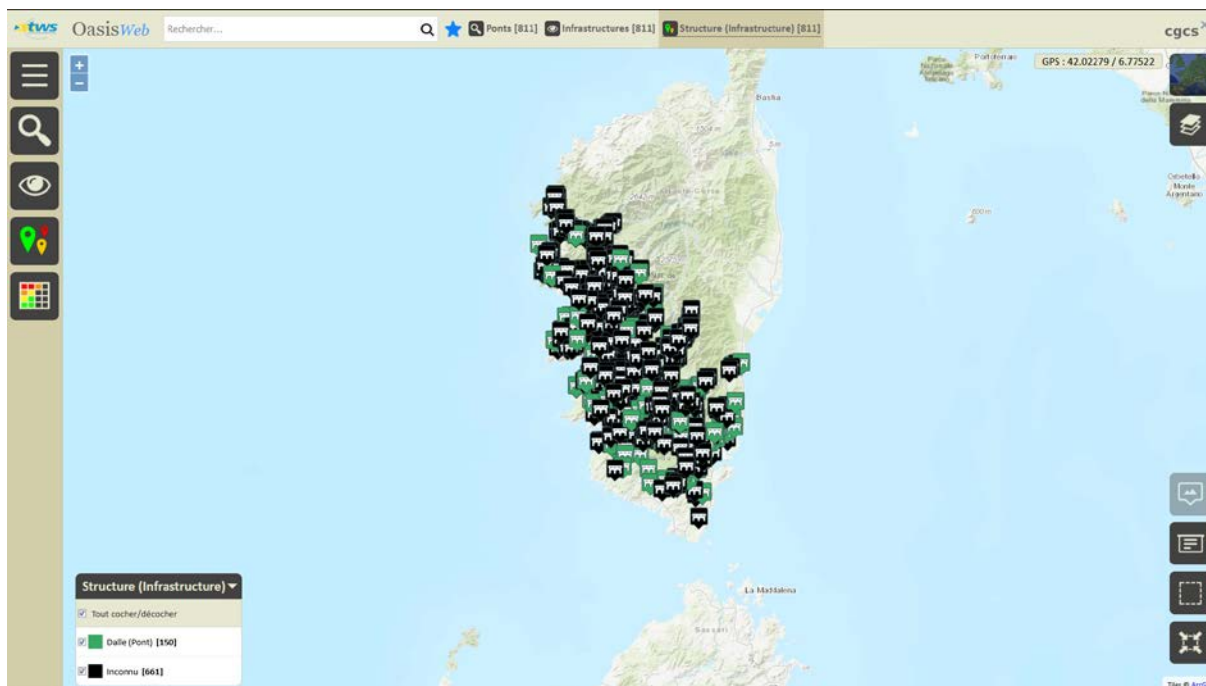 tws OasisWeb Rechercher... Ponts [811] Infrastructures [811] Structure (Infrastructure) [811] cgcs
+
−
GPS : 42.02279 / 6.77522
Bastia
La Maddalena
Sassari
Structure (Infrastructure)
Tout cocher/décocher
Dalle (Pont) [150]
Inconnu [661]